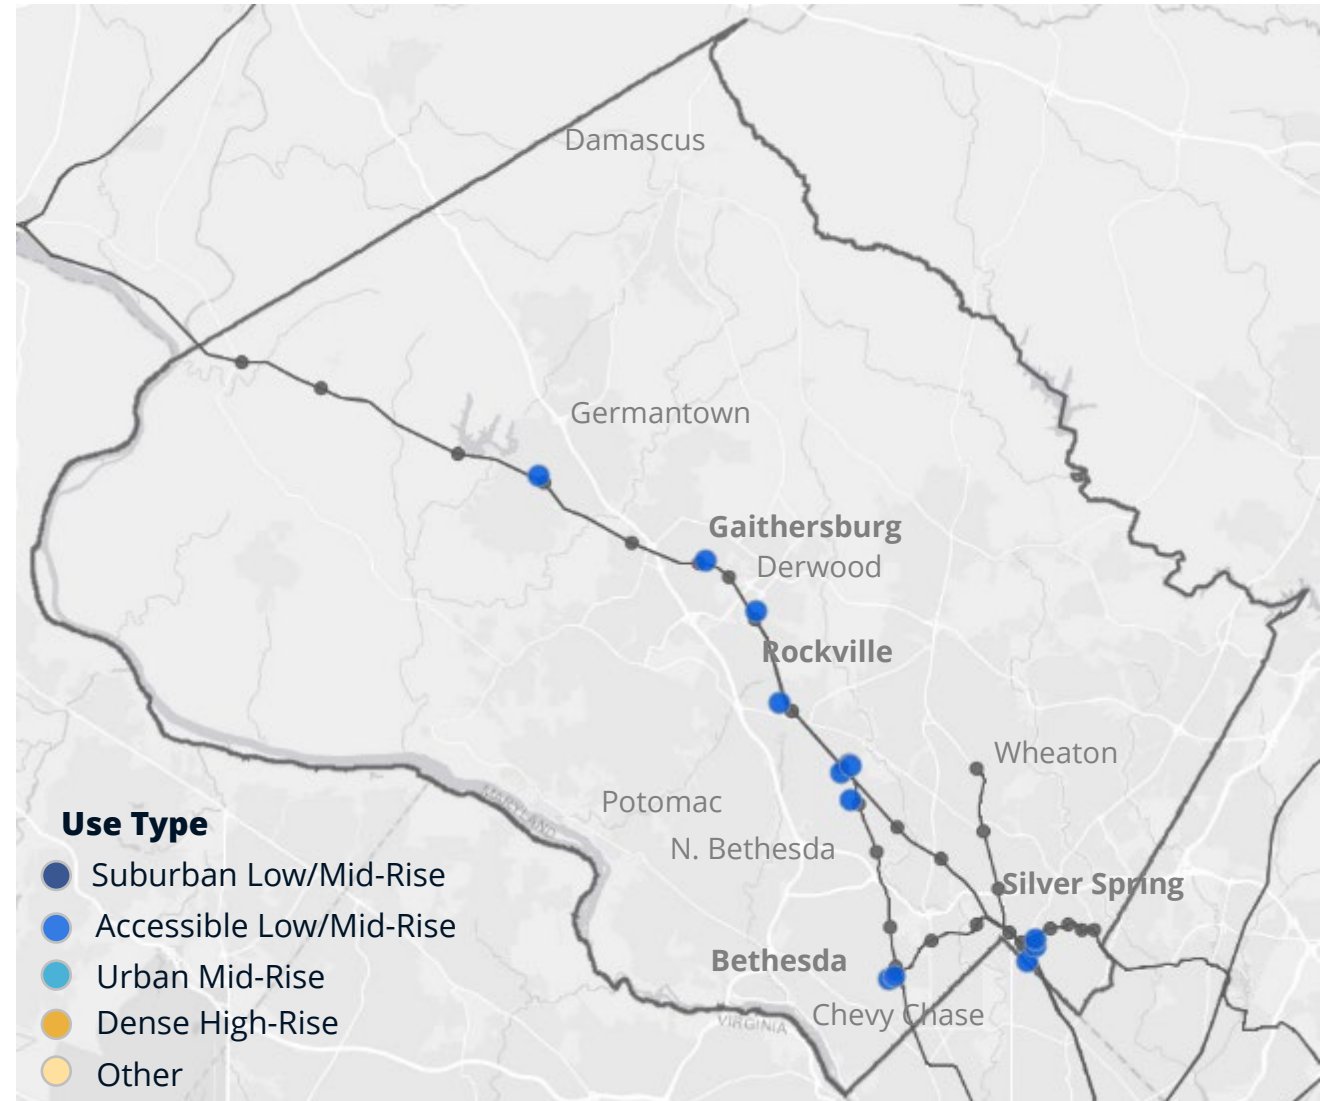 Damascus
Germantown
Gaithersburg
Derwood
Rockville
Wheaton
MARYLAND
Potomac
N. Bethesda
Silver Spring
Bethesda
Chevy Chase
VIRGINIA
Use Type
Suburban Low/Mid-Rise
Accessible Low/Mid-Rise
Urban Mid-Rise
Dense High-Rise
Other